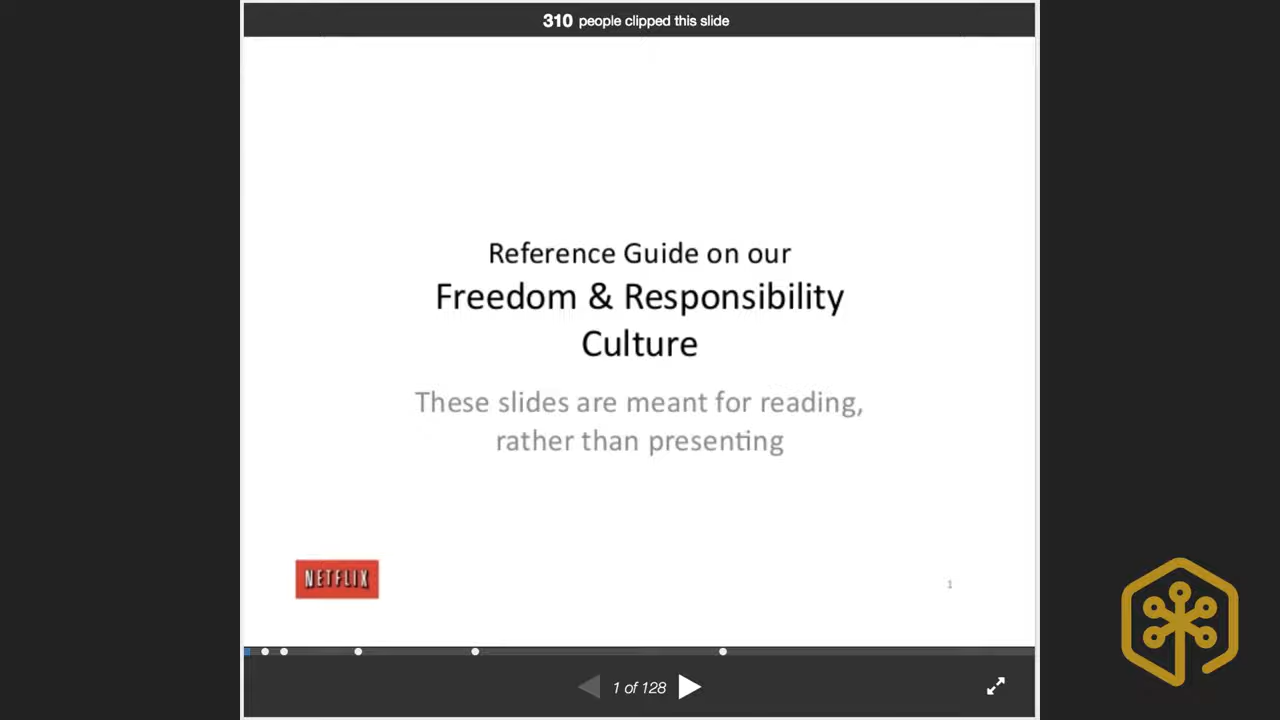 310 people clipped this slide
Reference Guide on our
Freedom & Responsibility
Culture
These slides are meant for reading,
rather than presenting
NETFLIX
1
1 of 128